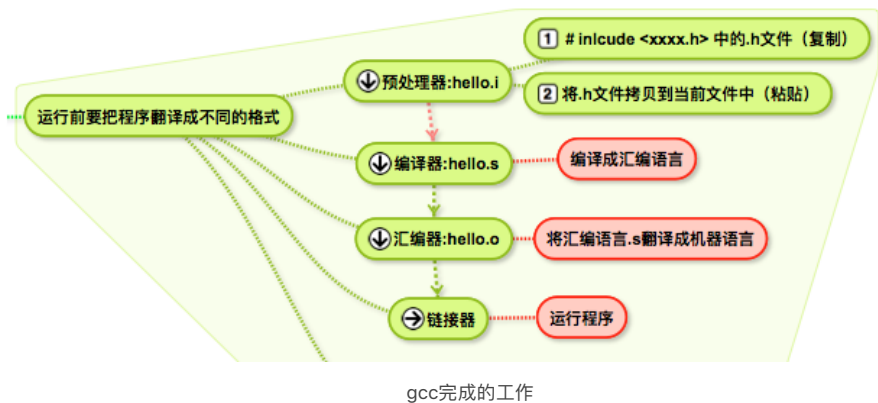 运行前要把程序翻译成不同的格式
预处理器:hello.i
1 # inlcude <xxxx.h> 中的.h文件（复制）
2 将.h文件拷贝到当前文件中（粘贴）
编译器:hello.s
编译成汇编语言
汇编器:hello.o
将汇编语言.s翻译成机器语言
链接器
运行程序
gcc完成的工作